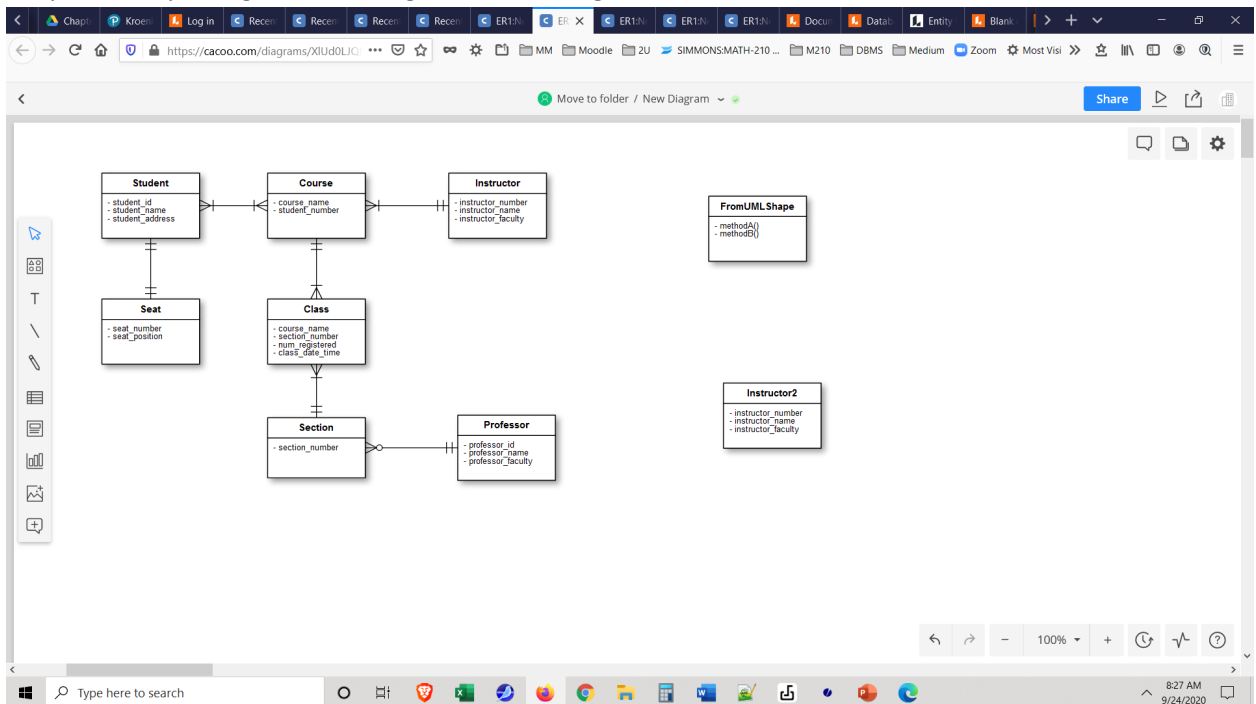 Chapt
Kroen
Log in
Recen
Recen
Recen
Recen
ER1:N
ER
ER1:N
ER1:N
ER1:N
Docun
Datab
Entity
Blank
https://cacoo.com/diagrams/XlUd0LJQ
MM
Moodle
2U
SIMMONS:MATH-210 ...
M210
DBMS
Medium
Zoom
Most Visi
Move to folder / New Diagram
Share
Student
- student_id
- student_name
- student_address
Course
- course_name
- student_number
Instructor
- instructor_number
- instructor_name
- instructor_faculty
FromUMLShape
- methodA()
- methodB()
Seat
- seat_number
- seat_position
Class
- course_name
- section_number
- num_registered
- class_date_time
Instructor2
- instructor_number
- instructor_name
- instructor_faculty
Section
- section_number
Professor
- professor_id
- professor_name
- professor_faculty
100%
Type here to search
8:27 AM
9/24/2020